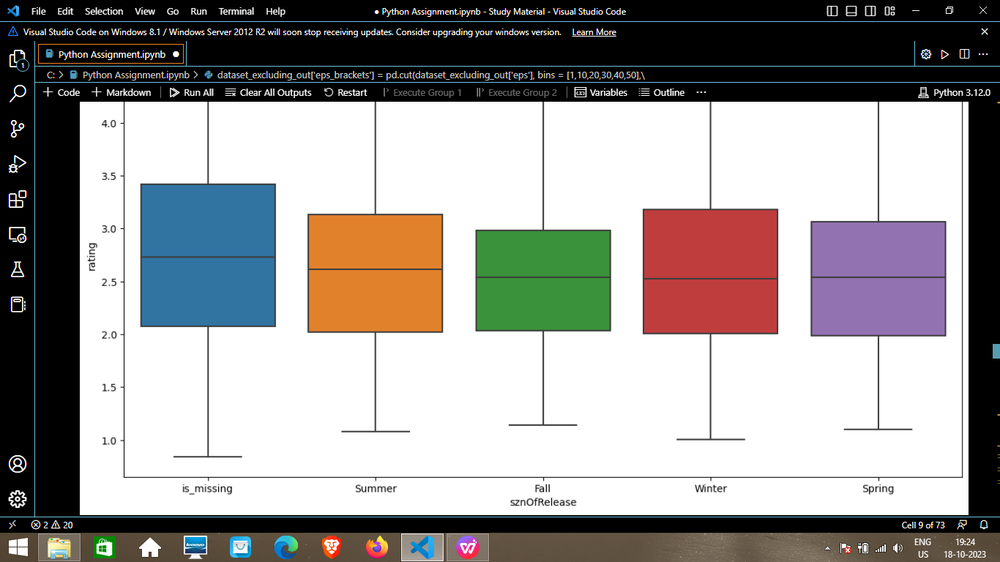 File Edit Selection View Go Run Terminal Help ● Python Assignment.ipynb - Study Material - Visual Studio Code
Visual Studio Code on Windows 8.1 / Windows Server 2012 R2 will soon stop receiving updates. Consider upgrading your windows version. Learn More
1
Python Assignment.ipynb ●
C: > Python Assignment.ipynb > dataset_excluding_out['eps_brackets'] = pd.cut(dataset_excluding_out['eps'], bins = [1,10,20,30,40,50],\
+ Code + Markdown Run All Clear All Outputs Restart Execute Group 1 Execute Group 2 Variables Outline ... Python 3.12.0
4.0
3.5
3.0
2.5
2.0
1.5
1.0
rating
is_missing Summer Fall Winter Spring
sznOfRelease
2 20 Cell 9 of 73
lenovo
ENG 19:24
US 18-10-2023